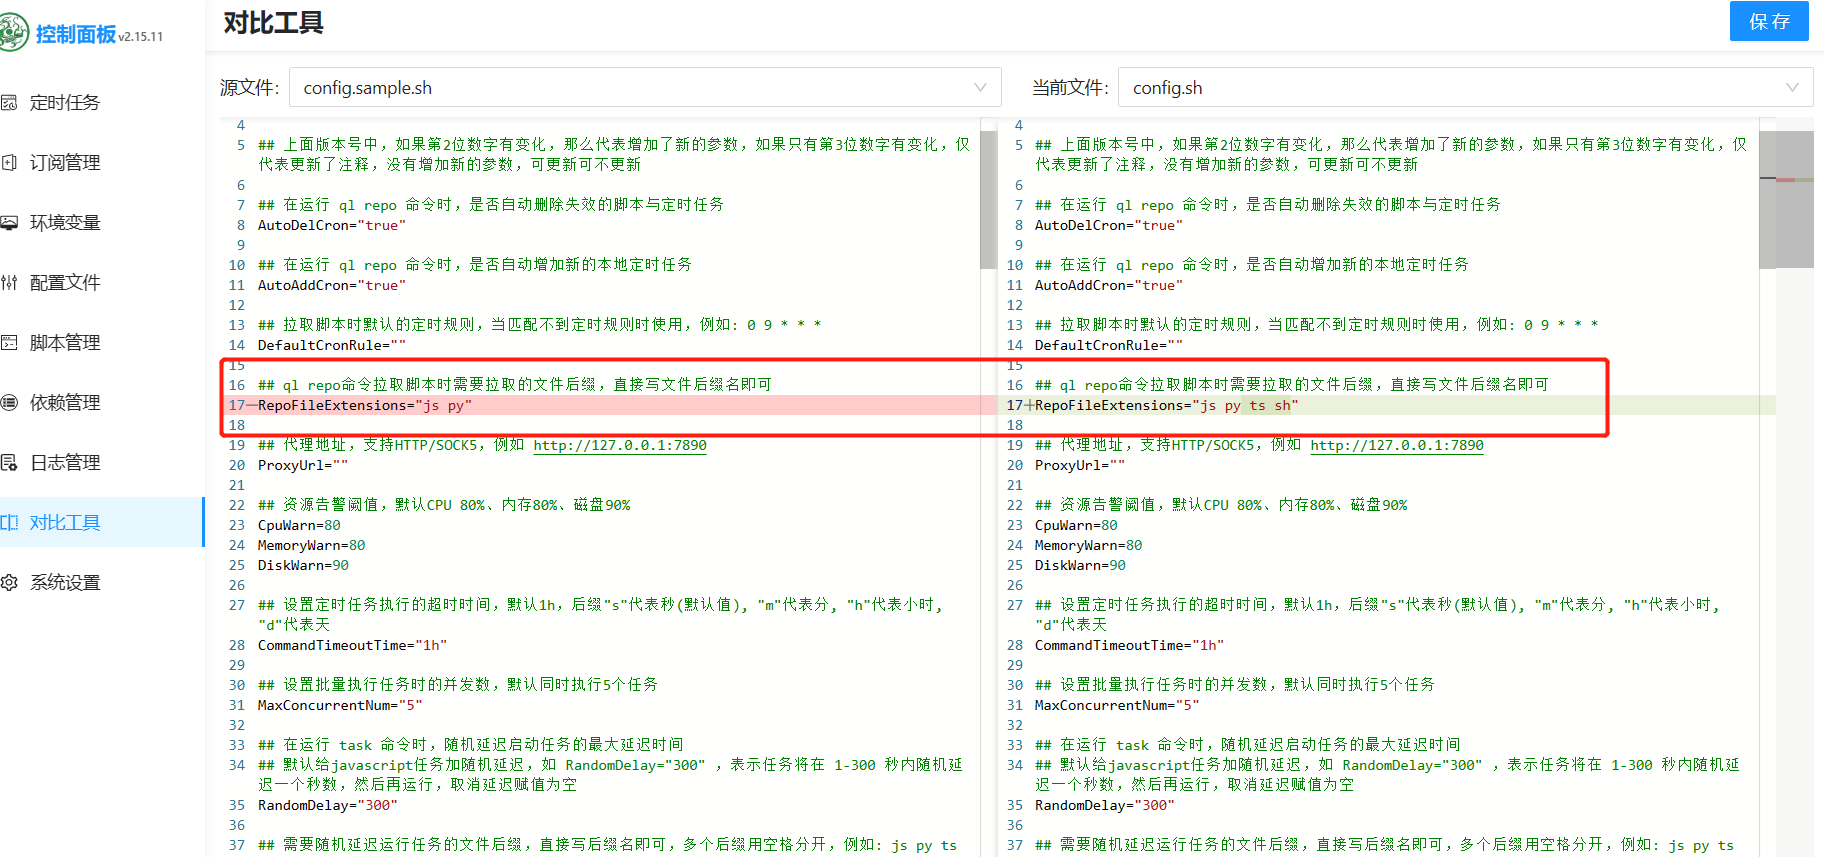 控制面板 v2.15.11
定时任务
订阅管理
环境变量
配置文件
脚本管理
依赖管理
日志管理
对比工具
系统设置
对比工具
保 存
源文件: config.sample.sh
当前文件: config.sh
4
5 ## 上面版本号中，如果第2位数字有变化，那么代表增加了新的参数，如果只有第3位数字有变化，仅
代表更新了注释，没有增加新的参数，可更新可不更新
6
7 ## 在运行 ql repo 命令时，是否自动删除失效的脚本与定时任务
8 AutoDelCron="true"
9
10 ## 在运行 ql repo 命令时，是否自动增加新的本地定时任务
11 AutoAddCron="true"
12
13 ## 拉取脚本时默认的定时规则，当匹配不到定时规则时使用，例如: 0 9 * * *
14 DefaultCronRule=""
15
16 ## ql repo命令拉取脚本时需要拉取的文件后缀，直接写文件后缀名即可
17－RepoFileExtensions="js py"
18
19 ## 代理地址，支持HTTP/SOCK5，例如 http://127.0.0.1:7890
20 ProxyUrl=""
21
22 ## 资源告警阙值，默认CPU 80%、内存80%、磁盘90%
23 CpuWarn=80
24 MemoryWarn=80
25 DiskWarn=90
26
27 ## 设置定时任务执行的超时时间，默认1h，后缀"s"代表秒(默认值), "m"代表分, "h"代表小时,
"d"代表天
28 CommandTimeoutTime="1h"
29
30 ## 设置批量执行任务时的并发数，默认同时执行5个任务
31 MaxConcurrentNum="5"
32
33 ## 在运行 task 命令时，随机延迟启动任务的最大延迟时间
34 ## 默认给javascript任务加随机延迟，如 RandomDelay="300" ，表示任务将在 1-300 秒内随机延
迟一个秒数，然后再运行，取消延迟赋值为空
35 RandomDelay="300"
36
37 ## 需要随机延迟运行任务的文件后缀，直接写后缀名即可，多个后缀用空格分开，例如: js py ts
4
5 ## 上面版本号中，如果第2位数字有变化，那么代表增加了新的参数，如果只有第3位数字有变化，仅
代表更新了注释，没有增加新的参数，可更新可不更新
6
7 ## 在运行 ql repo 命令时，是否自动删除失效的脚本与定时任务
8 AutoDelCron="true"
9
10 ## 在运行 ql repo 命令时，是否自动增加新的本地定时任务
11 AutoAddCron="true"
12
13 ## 拉取脚本时默认的定时规则，当匹配不到定时规则时使用，例如: 0 9 * * *
14 DefaultCronRule=""
15
16 ## ql repo命令拉取脚本时需要拉取的文件后缀，直接写文件后缀名即可
17+RepoFileExtensions="js py ts sh"
18
19 ## 代理地址，支持HTTP/SOCK5，例如 http://127.0.0.1:7890
20 ProxyUrl=""
21
22 ## 资源告警阙值，默认CPU 80%、内存80%、磁盘90%
23 CpuWarn=80
24 MemoryWarn=80
25 DiskWarn=90
26
27 ## 设置定时任务执行的超时时间，默认1h，后缀"s"代表秒(默认值), "m"代表分, "h"代表小时,
"d"代表天
28 CommandTimeoutTime="1h"
29
30 ## 设置批量执行任务时的并发数，默认同时执行5个任务
31 MaxConcurrentNum="5"
32
33 ## 在运行 task 命令时，随机延迟启动任务的最大延迟时间
34 ## 默认给javascript任务加随机延迟，如 RandomDelay="300" ，表示任务将在 1-300 秒内随机延
迟一个秒数，然后再运行，取消延迟赋值为空
35 RandomDelay="300"
36
37 ## 需要随机延迟运行任务的文件后缀，直接写后缀名即可，多个后缀用空格分开，例如: js py ts